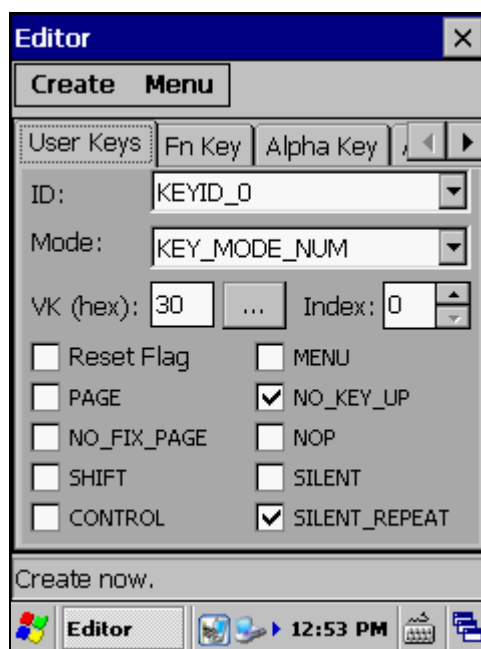 Editor
Create Menu
User Keys Fn Key Alpha Key
ID: KEYID_0
Mode: KEY_MODE_NUM
VK (hex): 30 ... Index: 0
Reset Flag MENU
PAGE NO_KEY_UP
NO_FIX_PAGE NOP
SHIFT SILENT
CONTROL SILENT_REPEAT
Create now.
Editor 12:53 PM